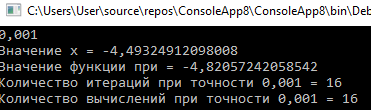 C:\Users\User\source\repos\ConsoleApp8\ConsoleApp8\bin\Deb
0,001
Значение x = -4,49324912098008
Значение функции при = -4,82057242058542
Количество итераций при точности 0,001 = 16
Количество вычислений при точности 0,001 = 16